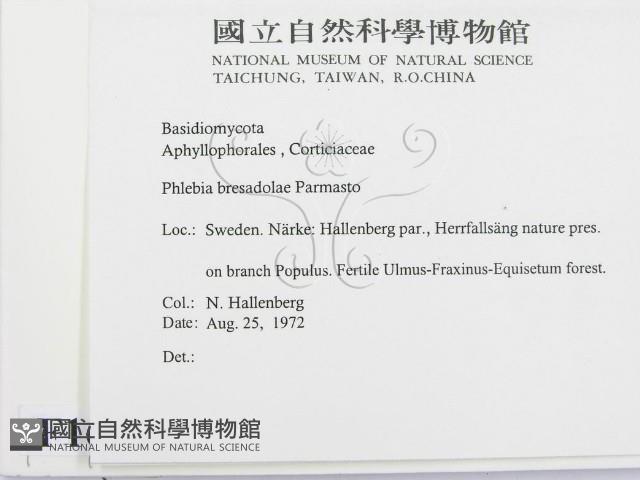 國立自然科學博物館
NATIONAL MUSEUM OF NATURAL SCIENCE
TAICHUNG, TAIWAN, R.O.CHINA
Basidiomycota
Aphyllophorales , Corticiaceae
Phlebia bresadolae Parmasto
Loc.: Sweden. Närke: Hallenberg par., Herrfallsäng nature pres.
on branch Populus. Fertile Ulmus-Fraxinus-Equisetum forest.
Col.: N. Hallenberg
Date: Aug. 25, 1972
Det.:
國立自然科學博物館
NATIONAL MUSEUM OF NATURAL SCIENCE